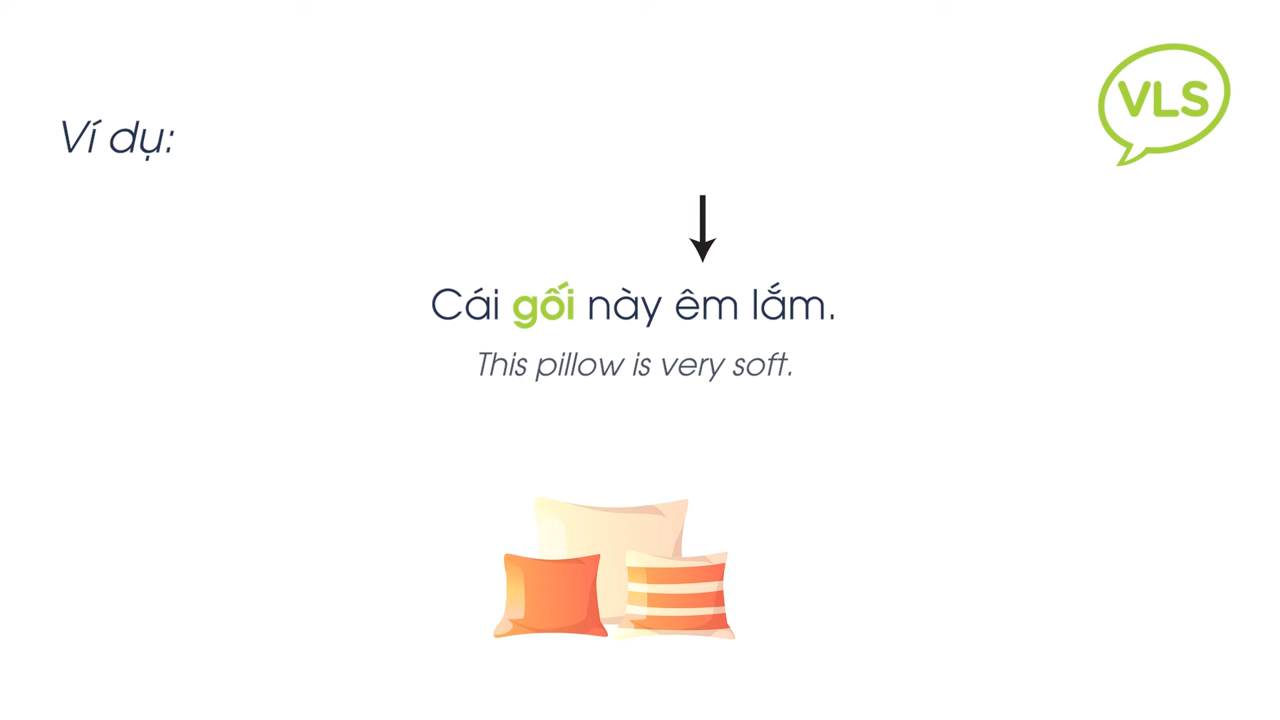 VLS
Ví dụ:
Cái gối này êm lắm.
This pillow is very soft.